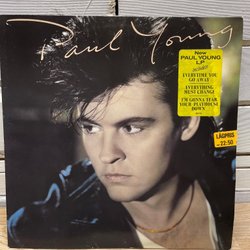 Paul Young
New
PAUL YOUNG
LP
includes
EVERYTIME YOU
GO AWAY
EVERYTHING
MUST CHANGE
I'M GONNA TEAR
YOUR PLAYHOUSE
DOWN
LÅGPRIS
22:50